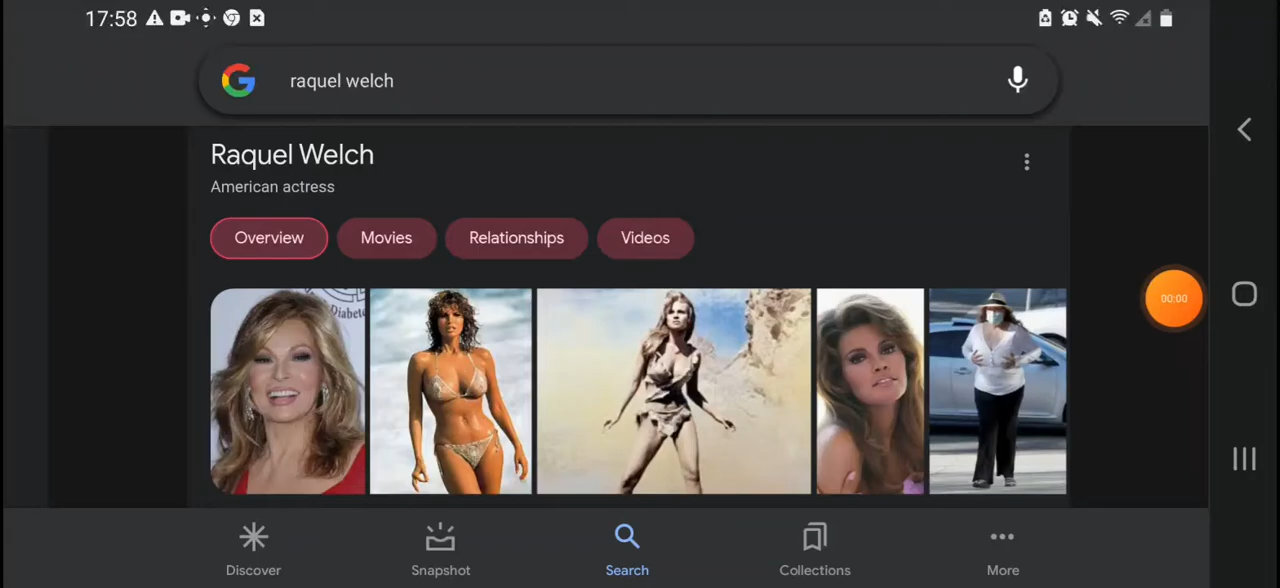 17:58
raquel welch
Raquel Welch
American actress
Overview Movies Relationships Videos
Diabete
00:00
Discover Snapshot Search Collections More